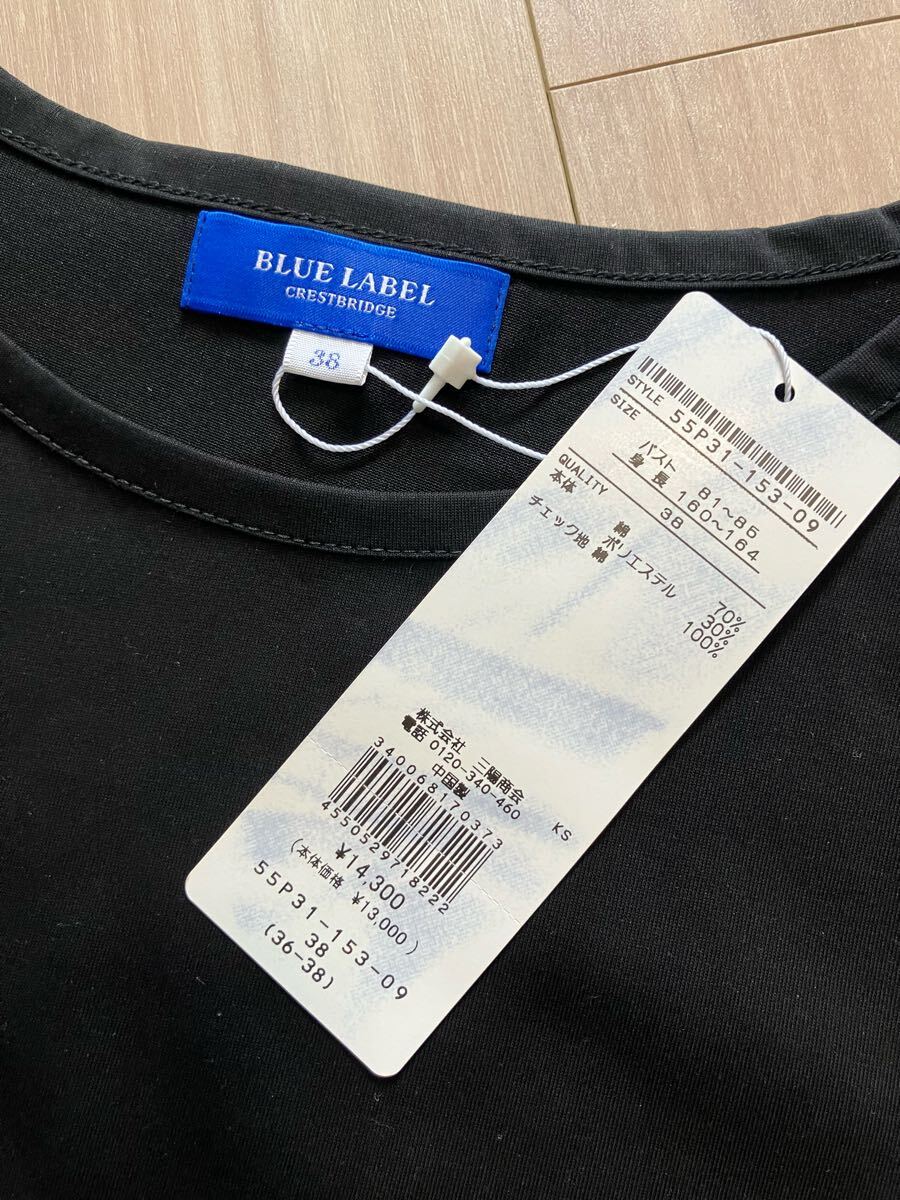 BLUE LABEL
CRESTBRIDGE
38
STYLE 55P31-153-09
SIZE
バスト 81~86
身長 160~164
38
QUALITY
本体 綿 70%
ポリエステル 30%
チェック地 綿 100%
株式会社 三陽商会
電話 0120-340-460
中国製 KS
340068170373
4550529718222
¥14,300
(本体価格 ¥13,000)
55P31-153-09
38
(36-38)